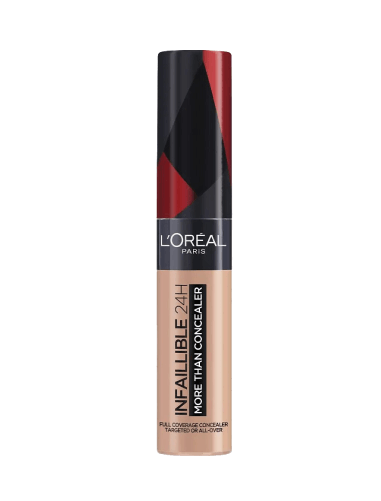 L'ORÉAL
PARIS
INFAILLIBLE 24H
MORE THAN CONCEALER
FULL COVERAGE CONCEALER
TARGETED OR ALL-OVER